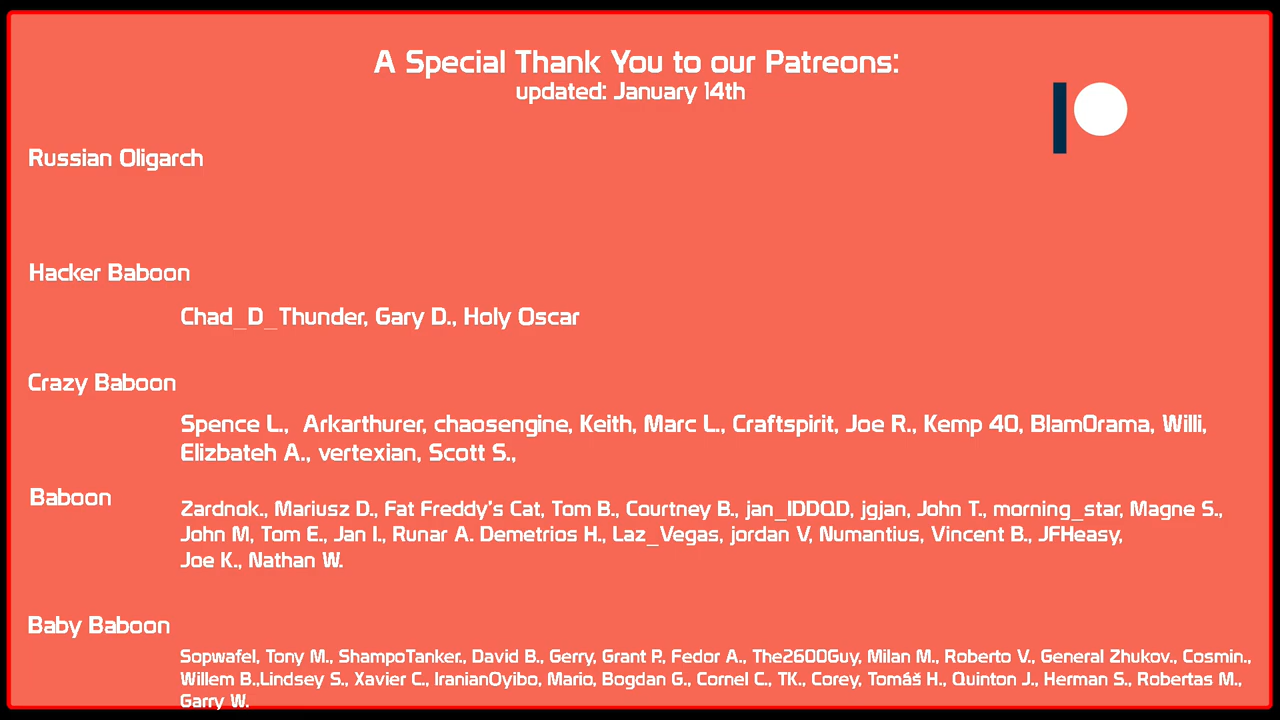 A Special Thank You to our Patreons:
updated: January 14th
Russian Oligarch
Hacker Baboon
Chad_D_Thunder, Gary D., Holy Oscar
Crazy Baboon
Spence L.,  Arkarthurer, chaosengine, Keith, Marc L., Craftspirit, Joe R., Kemp 40, BlamOrama, Willi,
Elizbateh A., vertexian, Scott S.,
Baboon
Zardnok., Mariusz D., Fat Freddy's Cat, Tom B., Courtney B., jan_IDDQD, jgjan, John T., morning_star, Magne S.,
John M, Tom E., Jan I., Runar A. Demetrios H., Laz_Vegas, jordan V, Numantius, Vincent B., JFHeasy,
Joe K., Nathan W.
Baby Baboon
Sopwafel, Tony M., ShampoTanker., David B., Gerry, Grant P., Fedor A., The2600Guy, Milan M., Roberto V., General Zhukov., Cosmin.,
Willem B.,Lindsey S., Xavier C., IranianOyibo, Mario, Bogdan G., Cornel C., TK., Corey, Tomáš H., Quinton J., Herman S., Robertas M.,
Garry W.